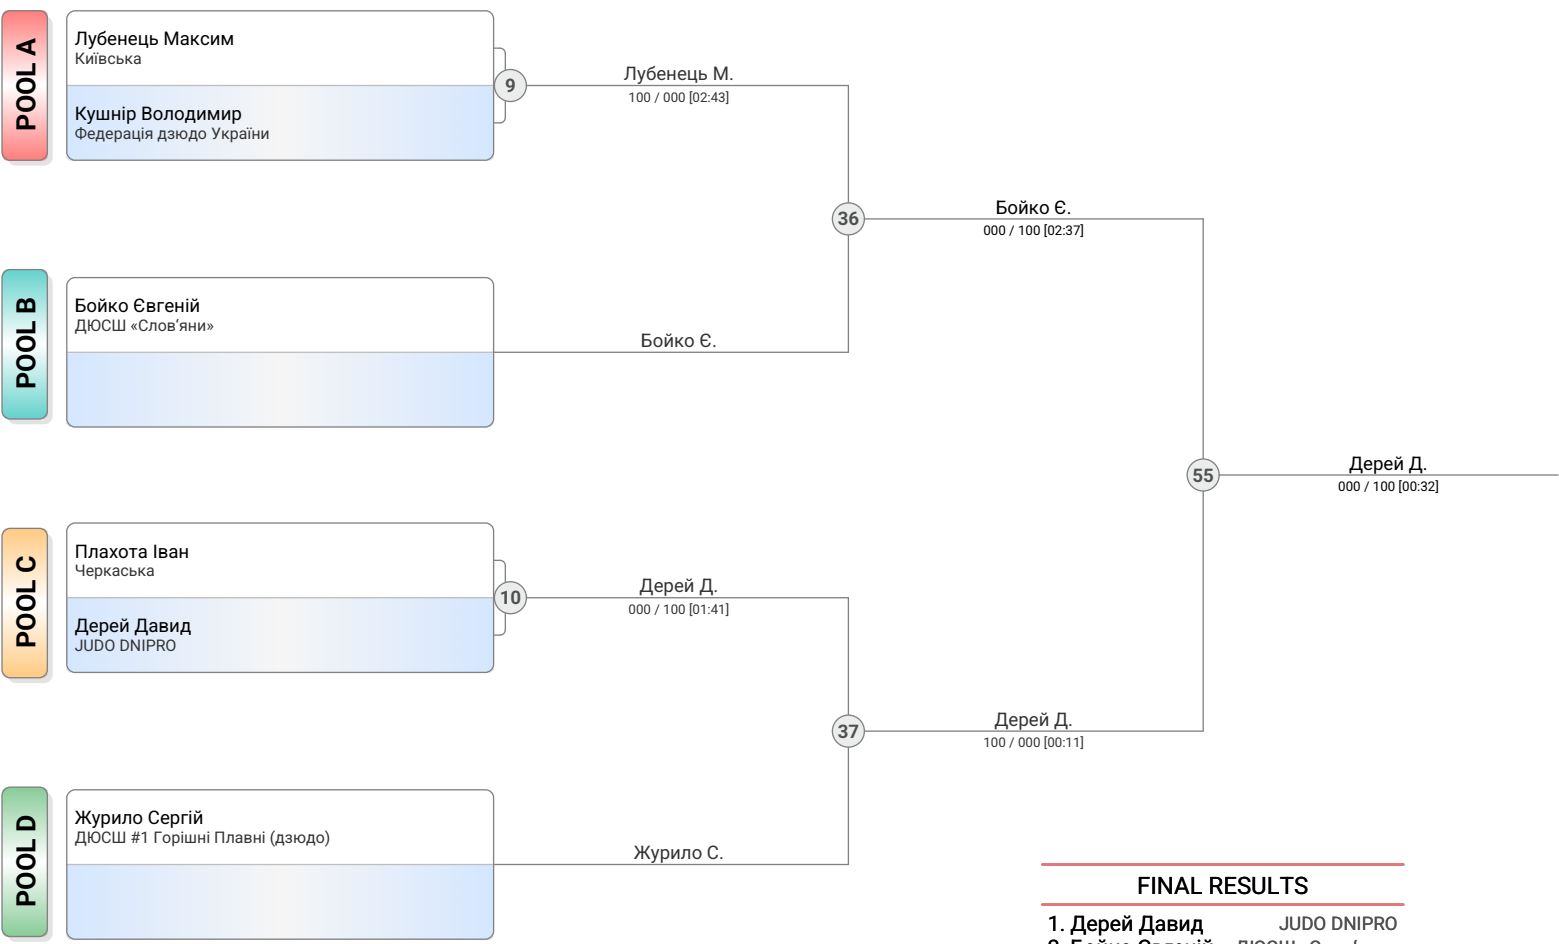 POOL A
Лубенець Максим
Київська
Кушнір Володимир
Федерація дзюдо України
9
Лубенець М.
100 / 000 [02:43]
36
Бойко Є.
000 / 100 [02:37]
POOL B
Бойко Євгеній
ДЮСШ «Слов’яни»
Бойко Є.
55
Дерей Д.
000 / 100 [00:32]
POOL C
Плахота Іван
Черкаська
Дерей Давид
JUDO DNIPRO
10
Дерей Д.
000 / 100 [01:41]
37
Дерей Д.
100 / 000 [00:11]
POOL D
Журило Сергій
ДЮСШ #1 Горішні Плавні (дзюдо)
Журило С.
FINAL RESULTS
1. Дерей Давид JUDO DNIPRO
2. Бойко Євгеній